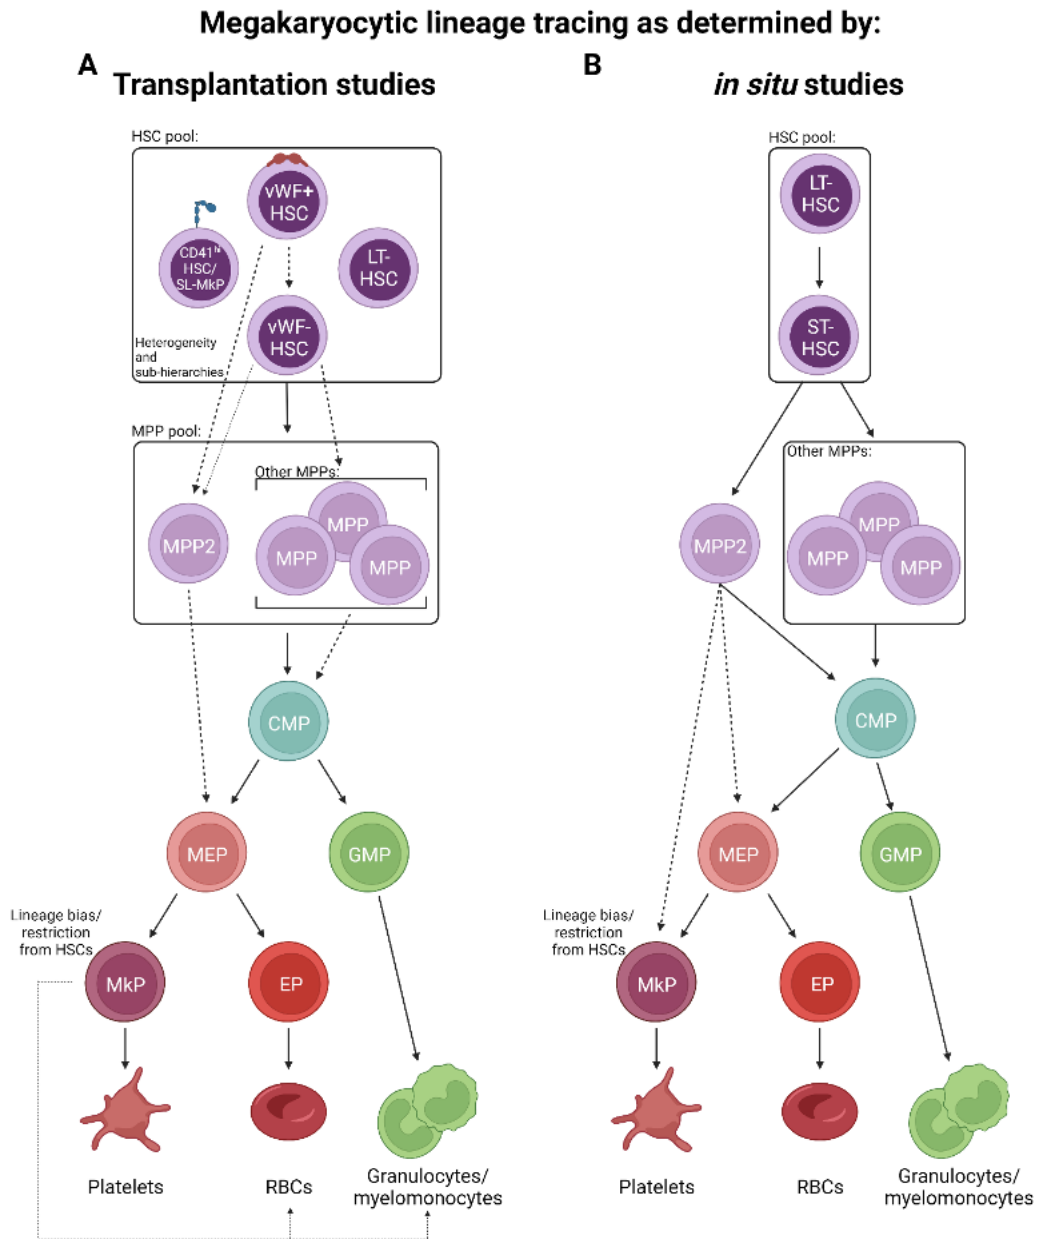 Megakaryocytic lineage tracing as determined by:
A
Transplantation studies
HSC pool:
vWF+
HSC
CD41hi
HSC/
SL-MkP
LT-
HSC
vWF-
HSC
Heterogeneity
and
sub-hierarchies
MPP pool:
Other MPPs:
MPP2
MPP
MPP
MPP
CMP
MEP
GMP
Lineage bias/
restriction
from HSCs
MkP
EP
Platelets
RBCs
Granulocytes/
myelomonocytes
B
in situ studies
HSC pool:
LT-
HSC
ST-
HSC
Other MPPs:
MPP2
MPP
MPP
MPP
CMP
MEP
GMP
Lineage bias/
restriction
from HSCs
MkP
EP
Platelets
RBCs
Granulocytes/
myelomonocytes